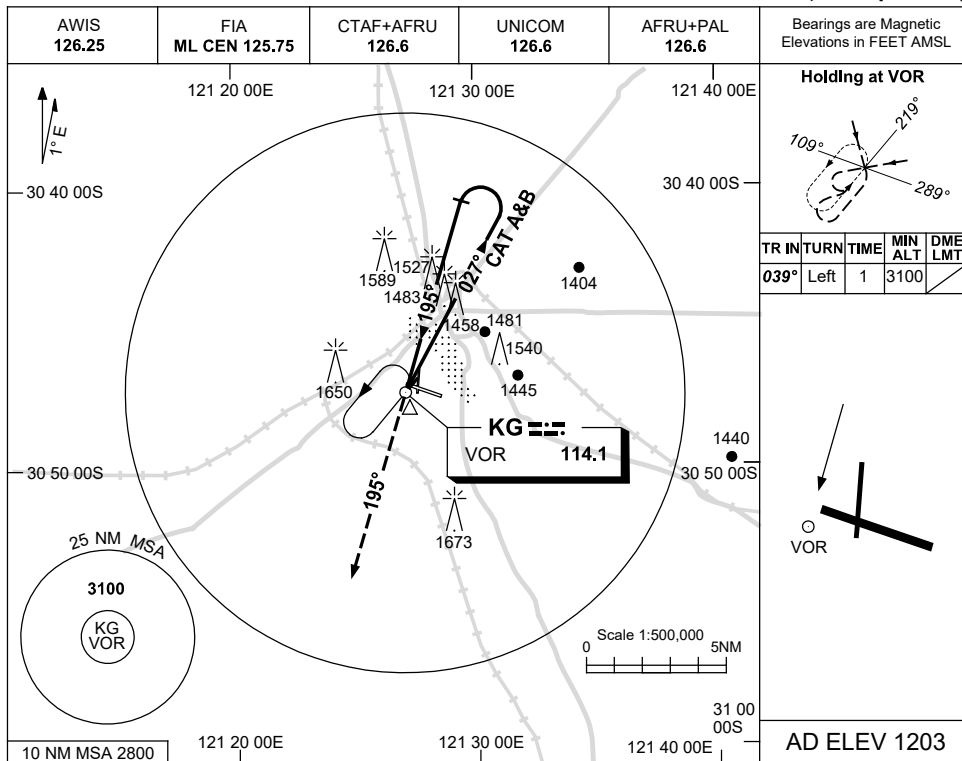 AWIS
126.25
FIA
ML CEN 125.75
CTAF+AFRU
126.6
UNICOM
126.6
AFRU+PAL
126.6
Bearings are Magnetic
Elevations in FEET AMSL
121 20 00E
121 30 00E
121 40 00E
1° E
30 40 00S
30 40 00S
Holding at VOR
109°
219°
289°
TR IN TURN TIME MIN ALT DME LMT
039° Left 1 3100
CAT A&B
027°
195°
1589
1527
1483
1458
1404
1481
1540
1445
1650
KG
VOR 114.1
1440
30 50 00S
30 50 00S
195°
1673
25 NM MSA
3100
KG
VOR
Scale 1:500,000
0 5NM
VOR
31 00
00S
121 20 00E
121 30 00E
121 40 00E
10 NM MSA 2800
AD ELEV 1203